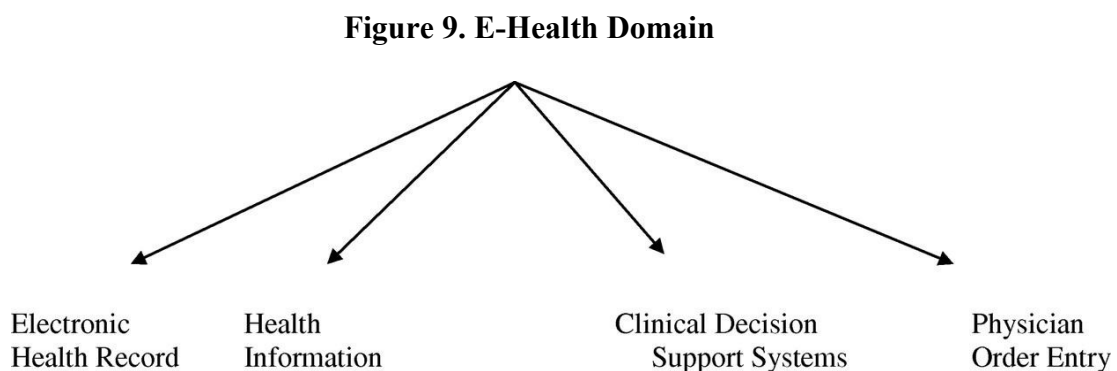 Figure 9. E-Health Domain
Electronic Health Clinical Decision Physician
Health Record Information Support Systems Order Entry